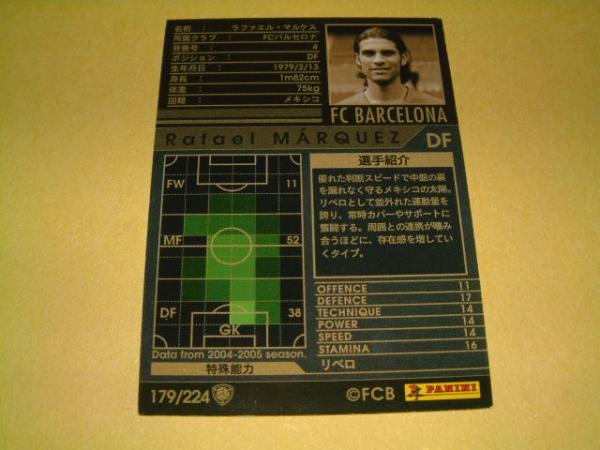 名前 : ラファエル・マルケス
所属クラブ : FCバルセロナ
背番号 : 4
ポジション : DF
生年月日 : 1979/2/13
身長 : 1m82cm
体重 : 75kg
国籍 : メキシコ
FC BARCELONA
Rafael MÁRQUEZ DF
FW 11
MF 52
DF 38
GK
Data from 2004-2005 season.
特殊能力
選手紹介
優れた判断スピードで中盤の裏
を漏れなく守るメキシコの太陽。
リベロとして並外れた運動量を
誇り、常時カバーやサポートに
奮闘する。周囲との連携が噛み
合うほどに、存在感を増してい
くタイプ。
OFFENCE 11
DEFENCE 17
TECHNIQUE 14
POWER 14
SPEED 14
STAMINA 16
リベロ
179/224
©FCB
PANINI